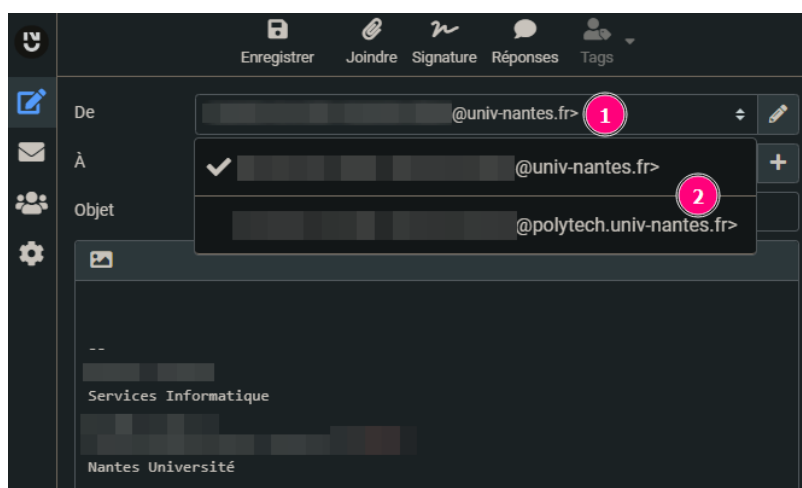 Enregistrer Joindre Signature Réponses Tags
De @univ-nantes.fr> 1
À @univ-nantes.fr>
2
Objet @polytech.univ-nantes.fr>
--
Services Informatique
Nantes Université